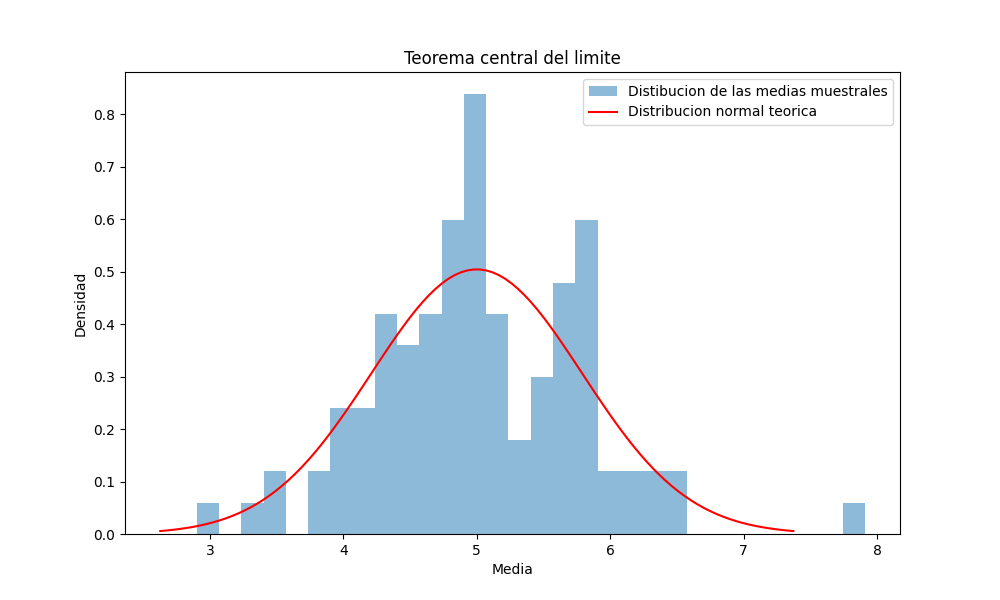 Teorema central del limite
Distibucion de las medias muestrales
Distribucion normal teorica
Densidad
0.8
0.7
0.6
0.5
0.4
0.3
0.2
0.1
0.0
3 4 5 6 7 8
Media